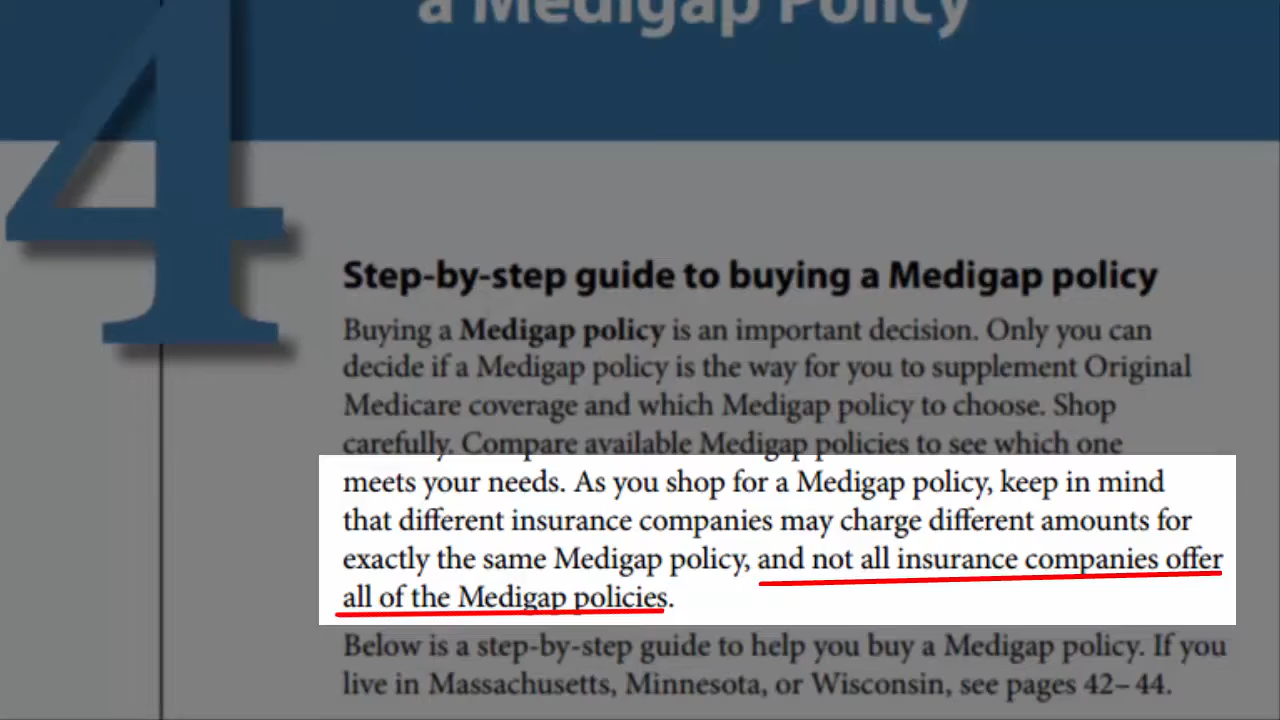 a Medigap Policy
4
Step-by-step guide to buying a Medigap policy
Buying a Medigap policy is an important decision. Only you can
decide if a Medigap policy is the way for you to supplement Original
Medicare coverage and which Medigap policy to choose. Shop
carefully. Compare available Medigap policies to see which one
meets your needs. As you shop for a Medigap policy, keep in mind
that different insurance companies may charge different amounts for
exactly the same Medigap policy, and not all insurance companies offer
all of the Medigap policies.
Below is a step-by-step guide to help you buy a Medigap policy. If you
live in Massachusetts, Minnesota, or Wisconsin, see pages 42–44.